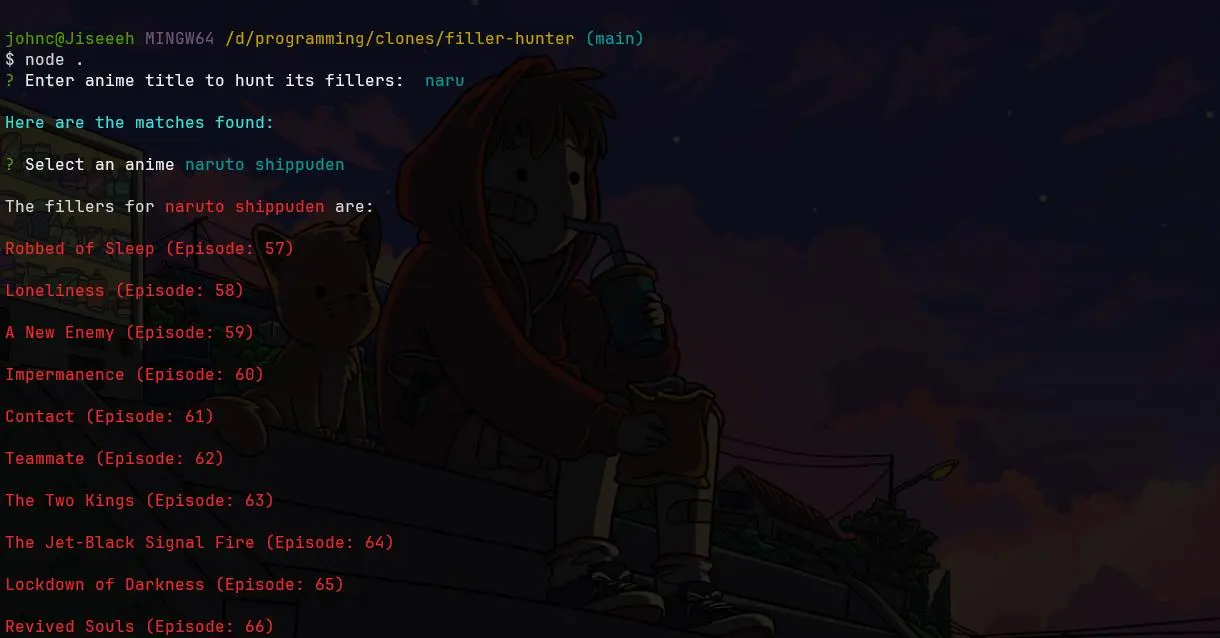 johnc@Jiseeeh MINGW64 /d/programming/clones/filler-hunter (main)
$ node .
? Enter anime title to hunt its fillers:  naru
Here are the matches found:
? Select an anime naruto shippuden
The fillers for naruto shippuden are:
Robbed of Sleep (Episode: 57)
Loneliness (Episode: 58)
A New Enemy (Episode: 59)
Impermanence (Episode: 60)
Contact (Episode: 61)
Teammate (Episode: 62)
The Two Kings (Episode: 63)
The Jet-Black Signal Fire (Episode: 64)
Lockdown of Darkness (Episode: 65)
Revived Souls (Episode: 66)